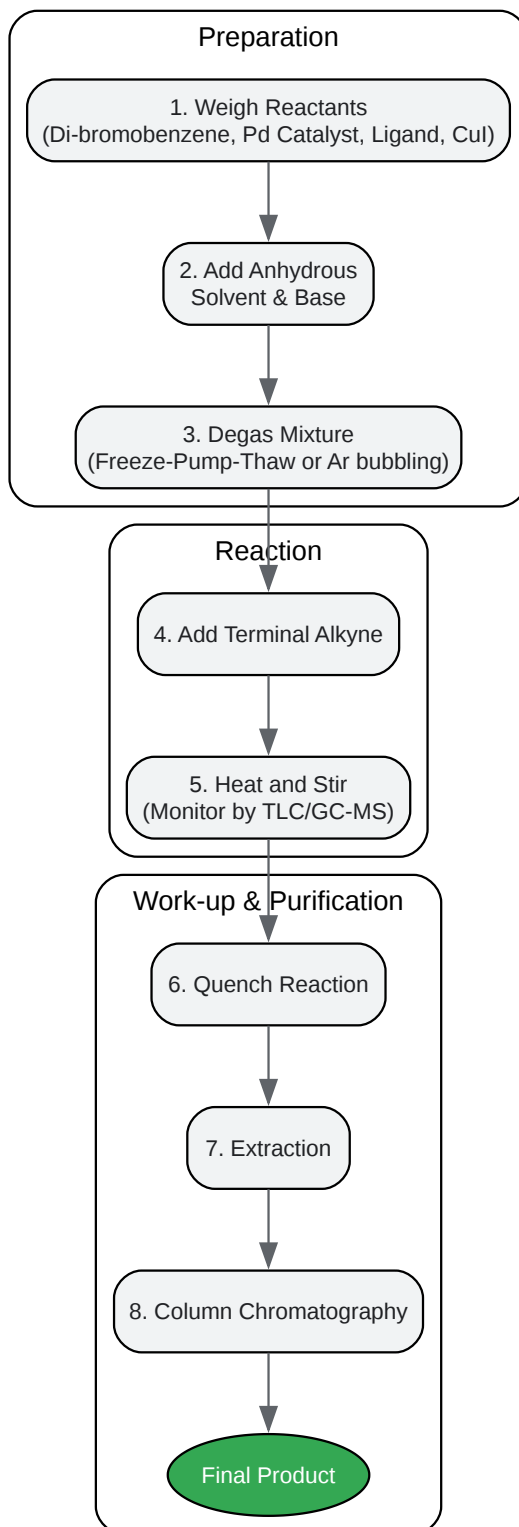 Preparation
1. Weigh Reactants
(Di-bromobenzene, Pd Catalyst, Ligand, CuI)
2. Add Anhydrous
Solvent & Base
3. Degas Mixture
(Freeze-Pump-Thaw or Ar bubbling)
Reaction
4. Add Terminal Alkyne
5. Heat and Stir
(Monitor by TLC/GC-MS)
Work-up & Purification
6. Quench Reaction
7. Extraction
8. Column Chromatography
Final Product